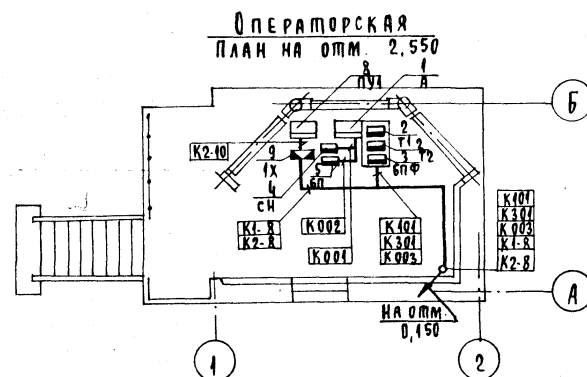 ОПЕРАТОРСКАЯ
ПЛАН НА ОТМ. 2,550
8
ПУ1
1
А
Б
К2-10
9
1Х
4
СН
5
БП
2
Т1
2
Т2
3
БПФ
К1-8
К2-8
К002
К001
К101
К301
К003
К101
К301
К003
К1-8
К2-8
НА ОТМ.
0,150
А
1
2